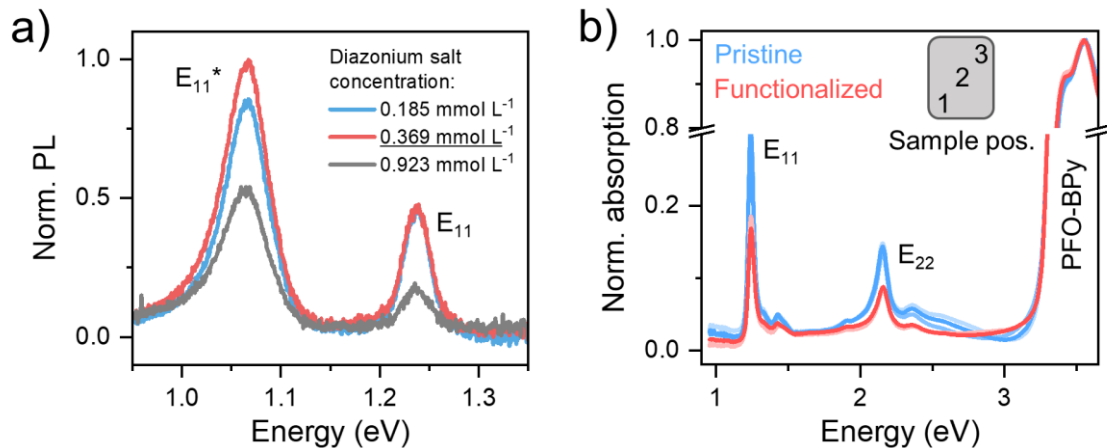 a)
Norm. PL
1.0
0.5
0.0
E₁₁*
E₁₁
Diazonium salt
concentration:
0.185 mmol L⁻¹
0.369 mmol L⁻¹
0.923 mmol L⁻¹
1.0 1.1 1.2 1.3
Energy (eV)
b)
Norm. absorption
1.0
0.8
0.2
0.0
Pristine
Functionalized
1
2
3
Sample pos.
E₁₁
E₂₂
PFO-BPy
1 2 3
Energy (eV)